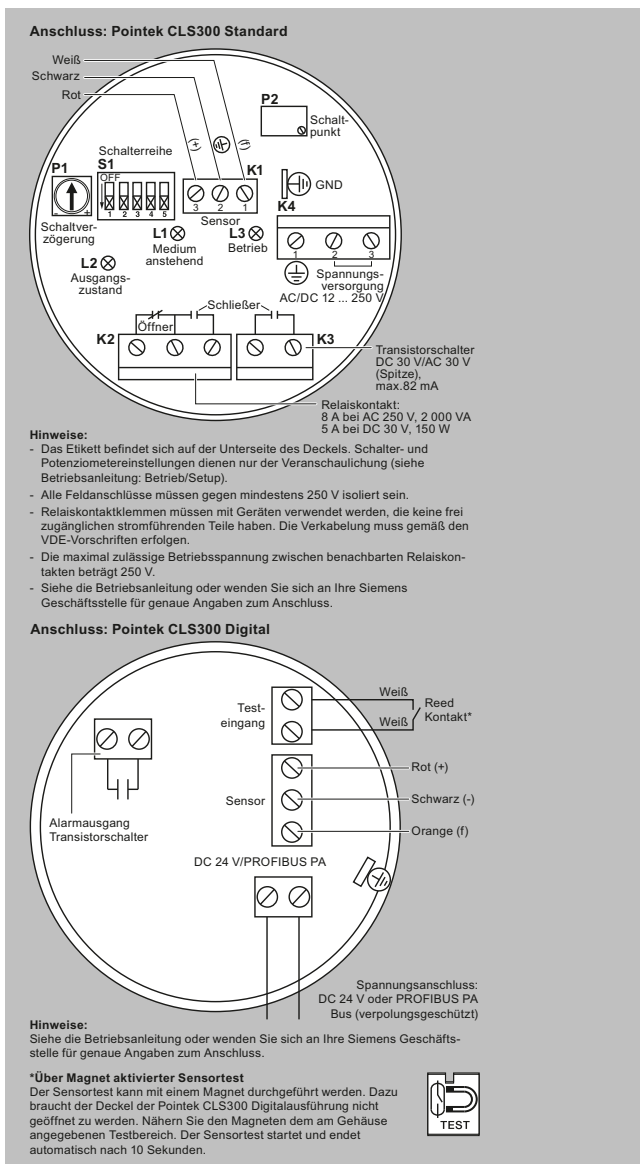 Anschluss: Pointek CLS300 Standard
Weiß
Schwarz
Rot
(+)
(f)
P2
Schalt-
punkt
Schalterreihe
S1
OFF
1 2 3 4 5
P1
- +
Schaltver-
zögerung
K1
3 2 1
Sensor
GND
K4
1 2 3
L1
Medium
anstehend
L3
Betrieb
L2
Ausgangs-
zustand
Spannungs-
versorgung
AC/DC 12 ... 250 V
Schließer
Öffner
K2
K3
Transistorschalter
DC 30 V/AC 30 V
(Spitze),
max.82 mA
Relaiskontakt:
8 A bei AC 250 V, 2 000 VA
5 A bei DC 30 V, 150 W
Hinweise:
- Das Etikett befindet sich auf der Unterseite des Deckels. Schalter- und
Potenziometereinstellungen dienen nur der Veranschaulichung (siehe
Betriebsanleitung: Betrieb/Setup).
- Alle Feldanschlüsse müssen gegen mindestens 250 V isoliert sein.
- Relaiskontaktklemmen müssen mit Geräten verwendet werden, die keine frei
zugänglichen stromführenden Teile haben. Die Verkabelung muss gemäß den
VDE-Vorschriften erfolgen.
- Die maximal zulässige Betriebsspannung zwischen benachbarten Relaiskon-
takten beträgt 250 V.
- Siehe die Betriebsanleitung oder wenden Sie sich an Ihre Siemens
Geschäftsstelle für genaue Angaben zum Anschluss.
Anschluss: Pointek CLS300 Digital
Test-
eingang
Weiß
Weiß
Reed
Kontakt*
Sensor
Rot (+)
Schwarz (-)
Orange (f)
Alarmausgang
Transistorschalter
DC 24 V/PROFIBUS PA
Spannungsanschluss:
DC 24 V oder PROFIBUS PA
Bus (verpolungsgeschützt)
Hinweise:
Siehe die Betriebsanleitung oder wenden Sie sich an Ihre Siemens Geschäfts-
stelle für genaue Angaben zum Anschluss.
*Über Magnet aktivierter Sensortest
Der Sensortest kann mit einem Magnet durchgeführt werden. Dazu
braucht der Deckel der Pointek CLS300 Digitalausführung nicht
geöffnet zu werden. Nähern Sie den Magneten dem am Gehäuse
angegebenen Testbereich. Der Sensortest startet und endet
automatisch nach 10 Sekunden.
TEST